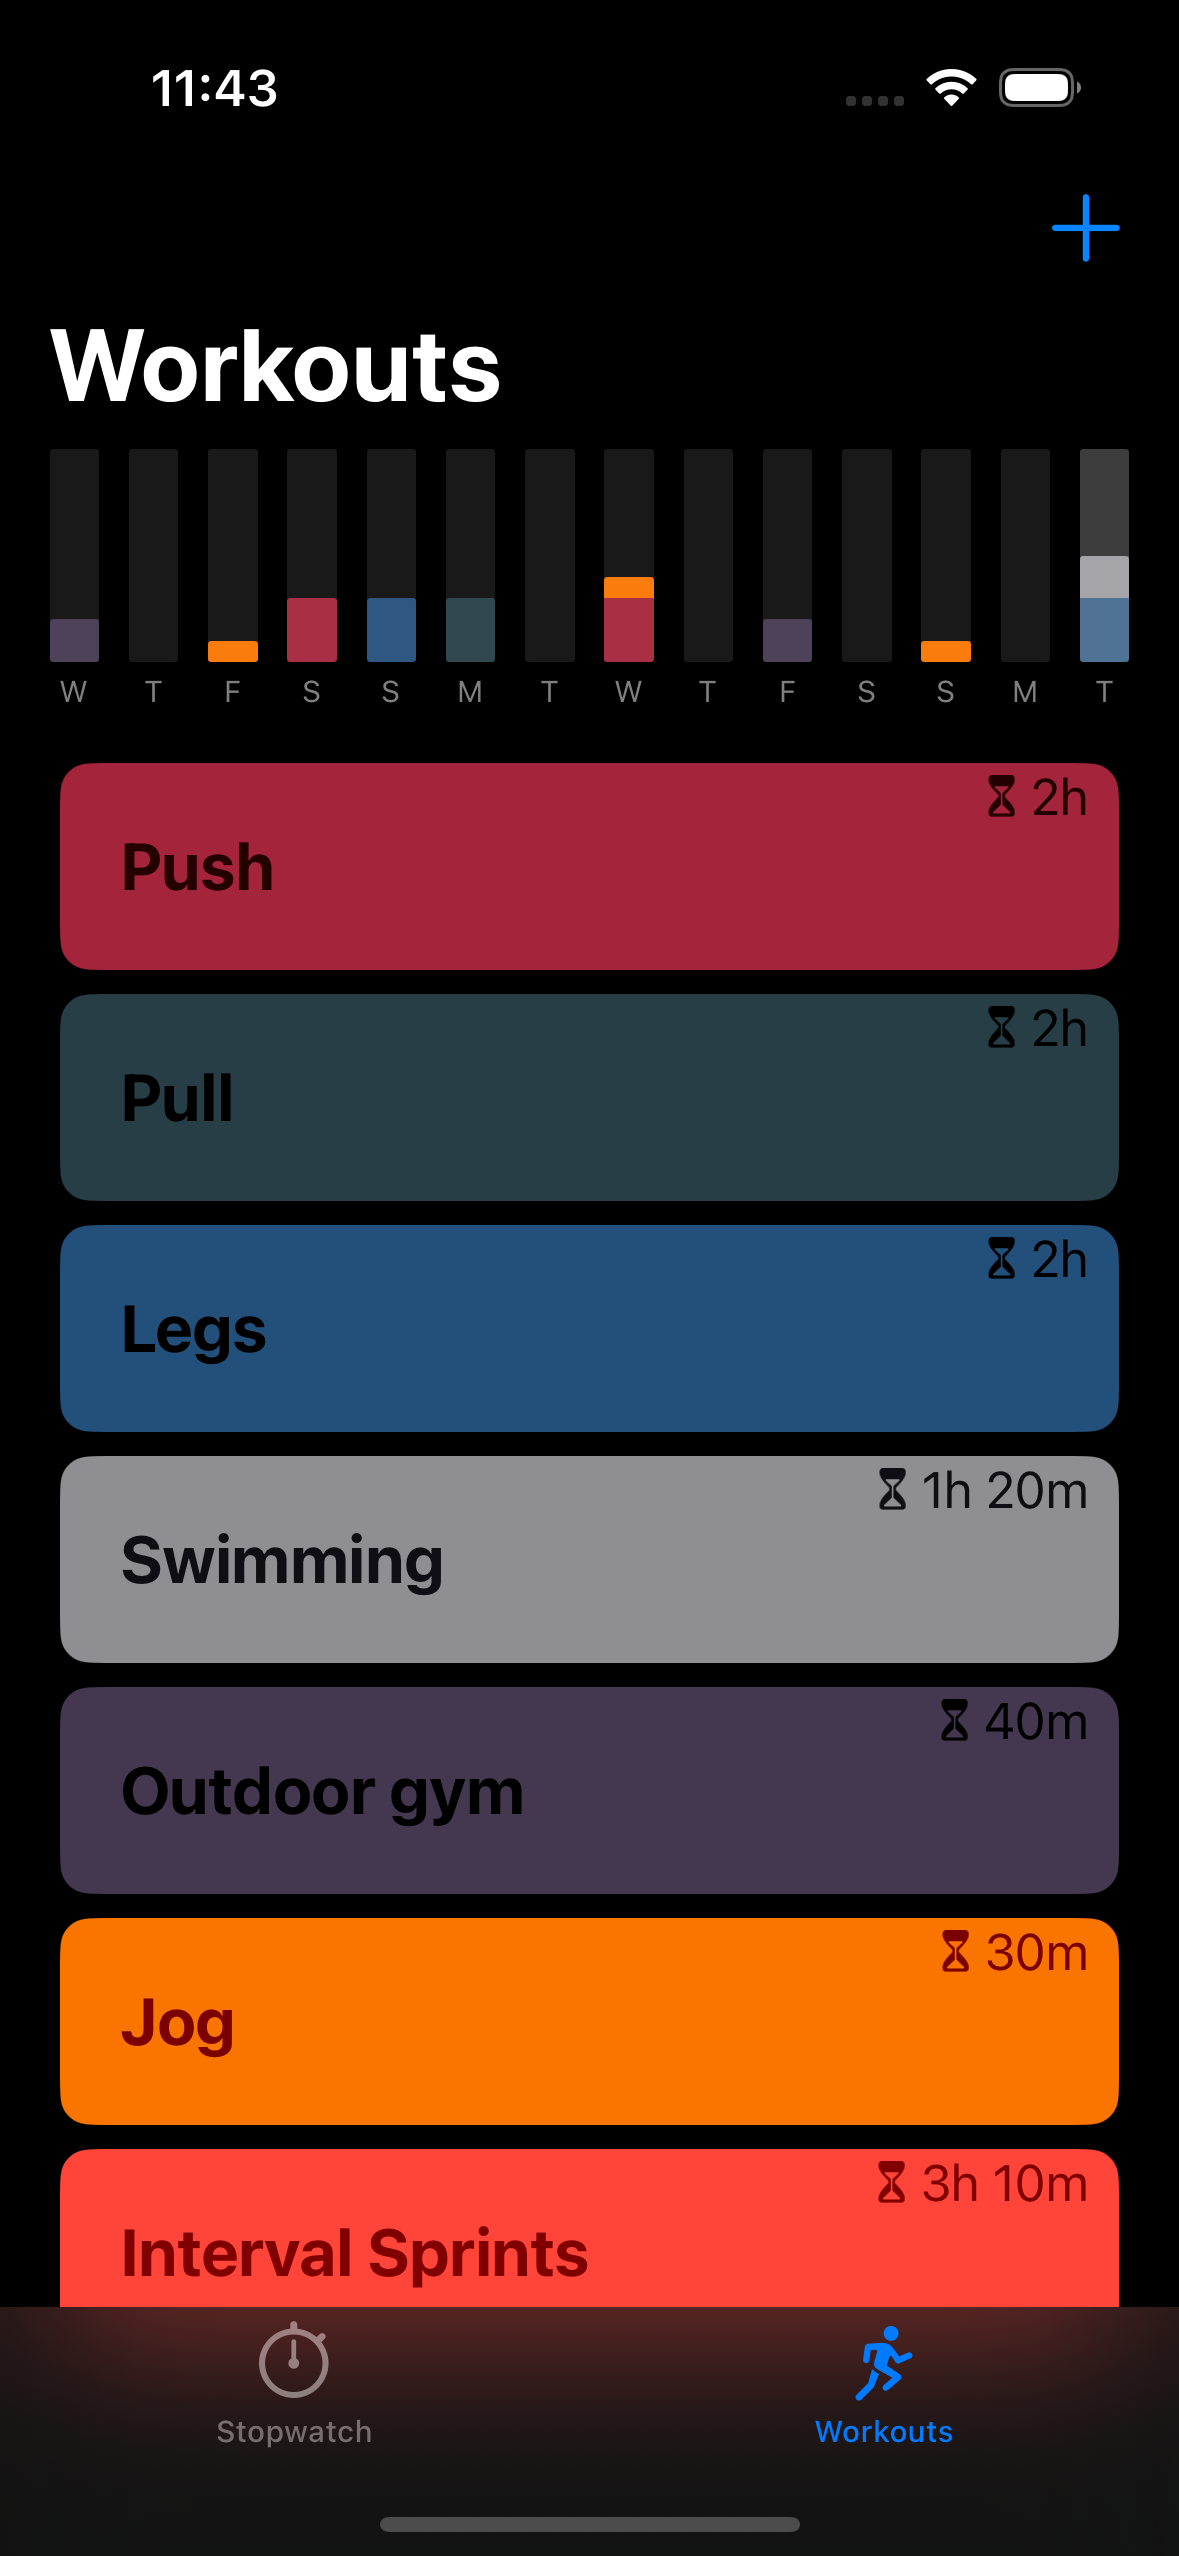 11:43
Workouts
W T F S S M T W T F S S M T
2h
Push
2h
Pull
2h
Legs
1h 20m
Swimming
40m
Outdoor gym
30m
Jog
3h 10m
Interval Sprints
Stopwatch Workouts